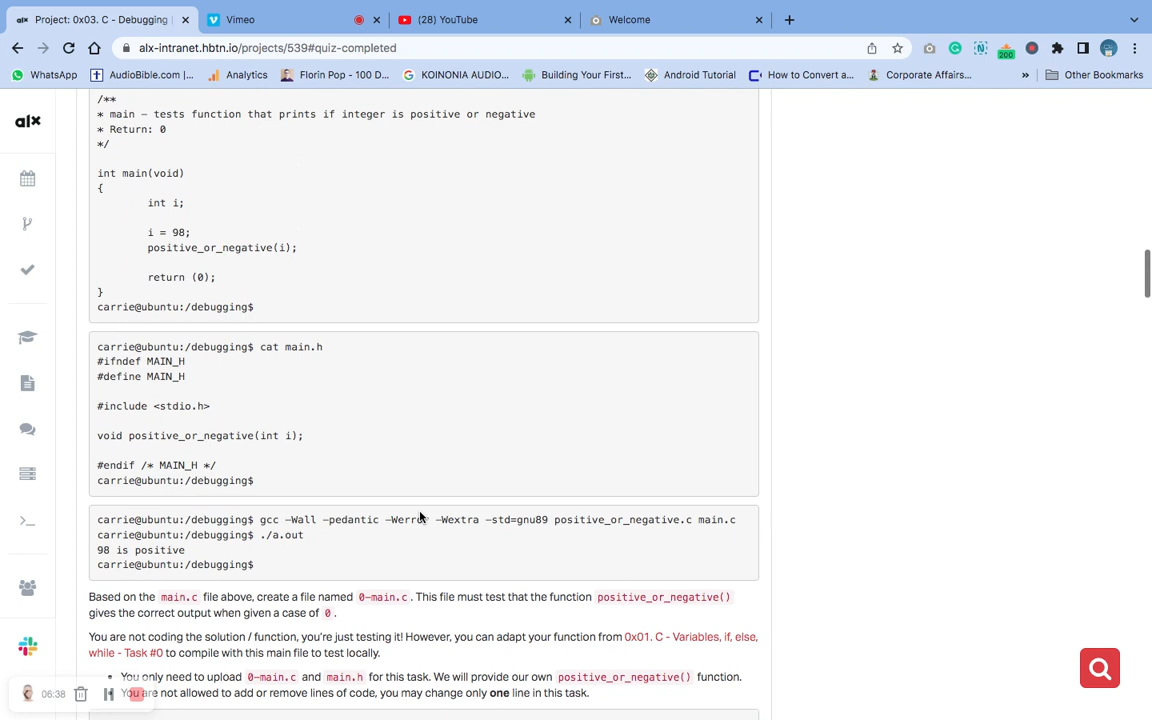 Project: 0x03. C - Debugging
Vimeo
(28) YouTube
Welcome
alx-intranet.hbtn.io/projects/539#quiz-completed
200
WhatsApp
AudioBible.com |...
Analytics
Florin Pop - 100 D...
KOINONIA AUDIO...
Building Your First...
Android Tutorial
How to Convert a...
Corporate Affairs...
»
Other Bookmarks
alx
/**
* main – tests function that prints if integer is positive or negative
* Return: 0
*/
int main(void)
{
int i;
i = 98;
positive_or_negative(i);
return (0);
}
carrie@ubuntu:/debugging$
carrie@ubuntu:/debugging$ cat main.h
#ifndef MAIN_H
#define MAIN_H
#include <stdio.h>
void positive_or_negative(int i);
#endif /* MAIN_H */
carrie@ubuntu:/debugging$
carrie@ubuntu:/debugging$ gcc –Wall –pedantic –Werror –Wextra –std=gnu89 positive_or_negative.c main.c
carrie@ubuntu:/debugging$ ./a.out
98 is positive
carrie@ubuntu:/debugging$
Based on the main.c file above, create a file named 0-main.c. This file must test that the function positive_or_negative()
gives the correct output when given a case of 0.
You are not coding the solution / function, you're just testing it! However, you can adapt your function from 0x01. C - Variables, if, else,
while - Task #0 to compile with this main file to test locally.
• You only need to upload 0-main.c and main.h for this task. We will provide our own positive_or_negative() function.
You are not allowed to add or remove lines of code, you may change only one line in this task.
06:38